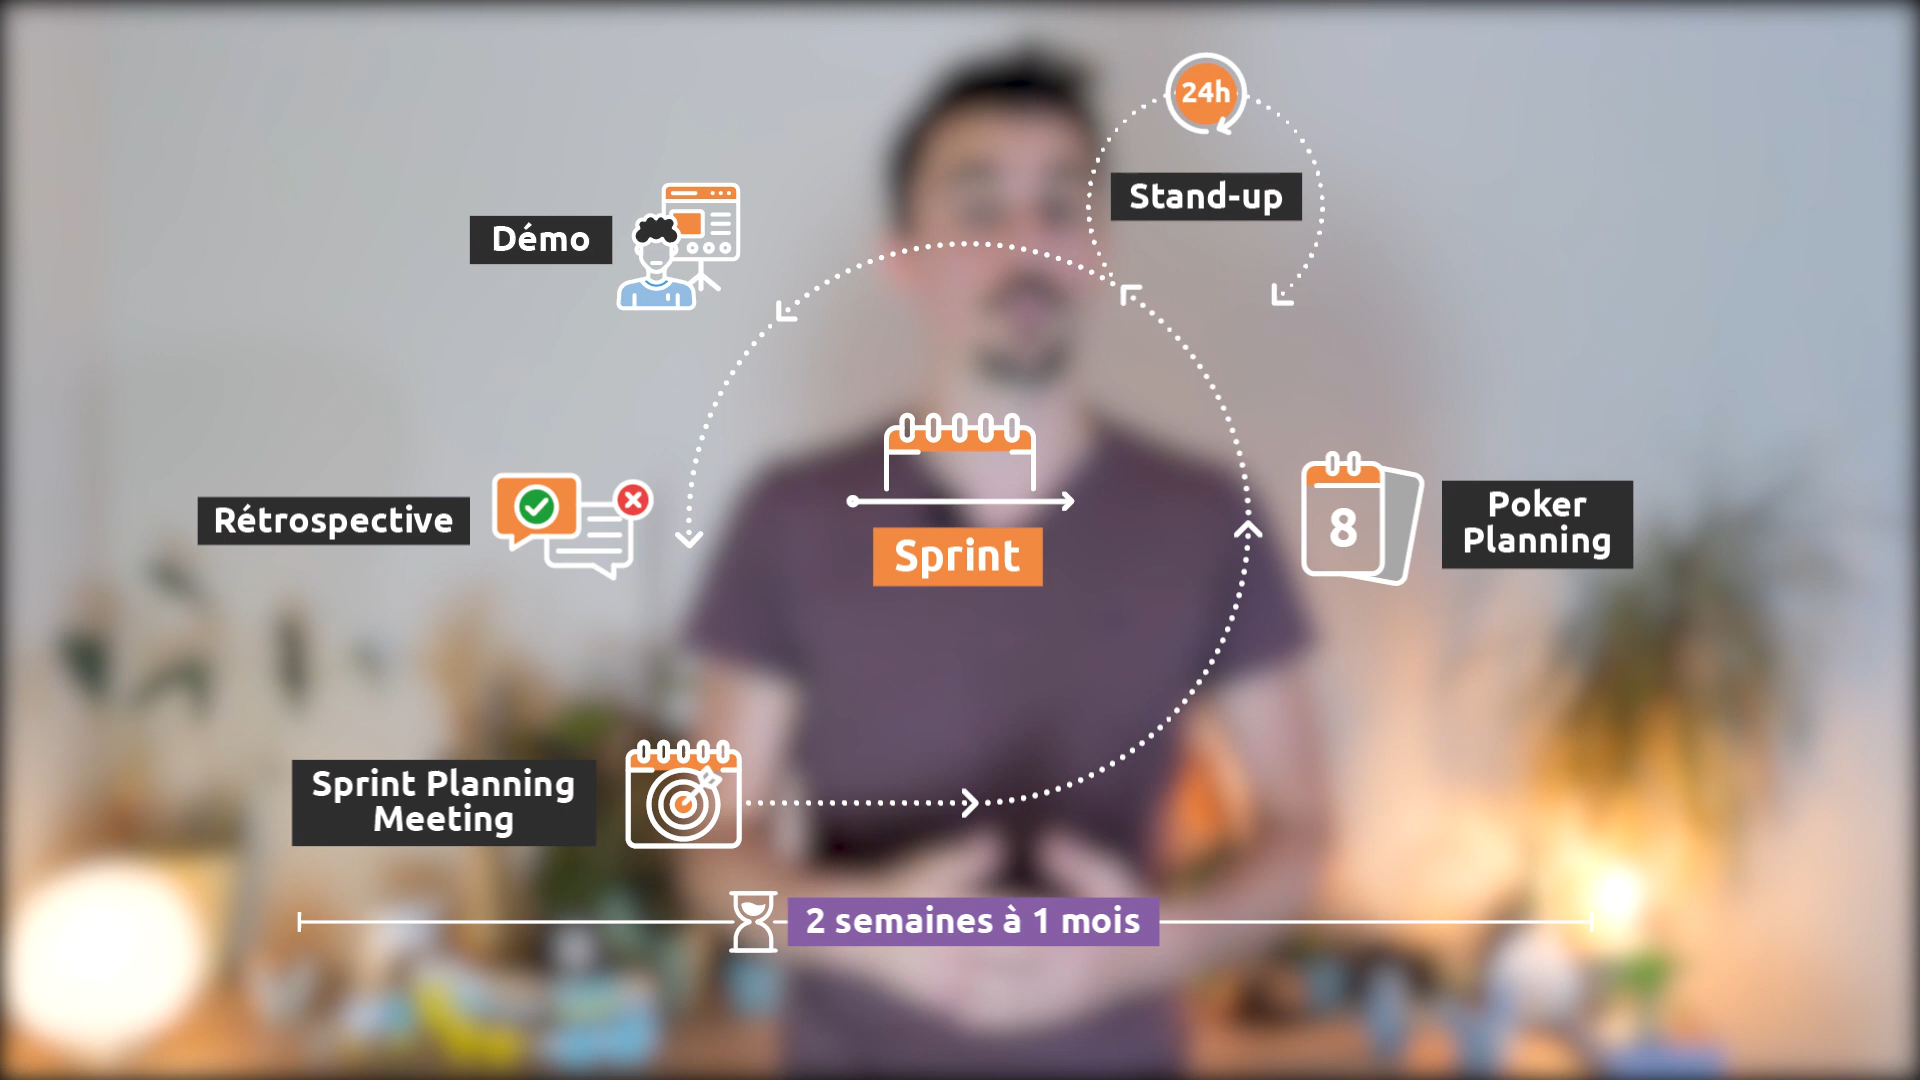 24h
Stand-up
Démo
Rétrospective
Sprint
8
Poker
Planning
Sprint Planning
Meeting
2 semaines à 1 mois